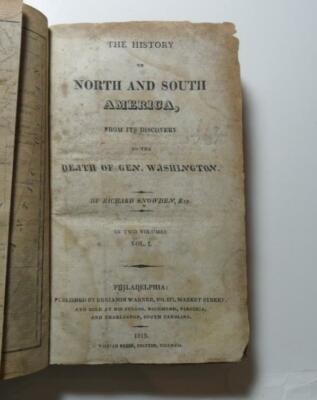 THE HISTORY
OF
NORTH AND SOUTH
AMERICA,
FROM ITS DISCOVERY
TO THE
DEATH OF GEN. WASHINGTON.
BY RICHARD SNOWDEN, Esq.
IN TWO VOLUMES
VOL. I.
PHILADELPHIA:
PUBLISHED BY BENJAMIN WARNER, NO. 147, MARKET STREET,
AND SOLD AT HIS STORES, RICHMOND, VIRGINIA,
AND CHARLESTON, SOUTH CAROLINA.
1819.
PRINTER